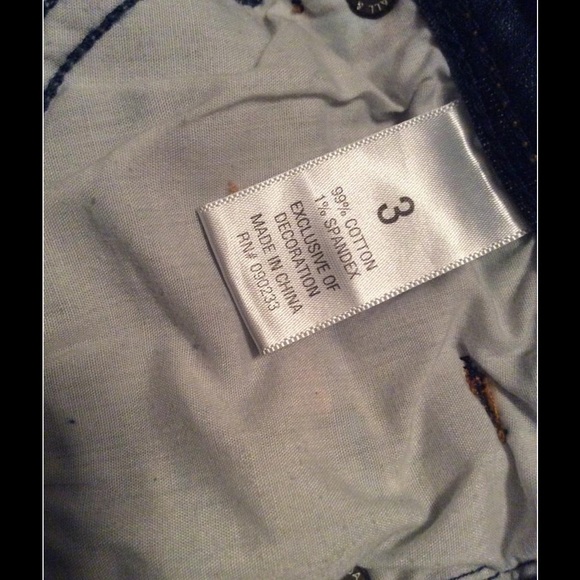 3
99% COTTON
1% SPANDEX
EXCLUSIVE OF
DECORATION
MADE IN CHINA
RN# 090233